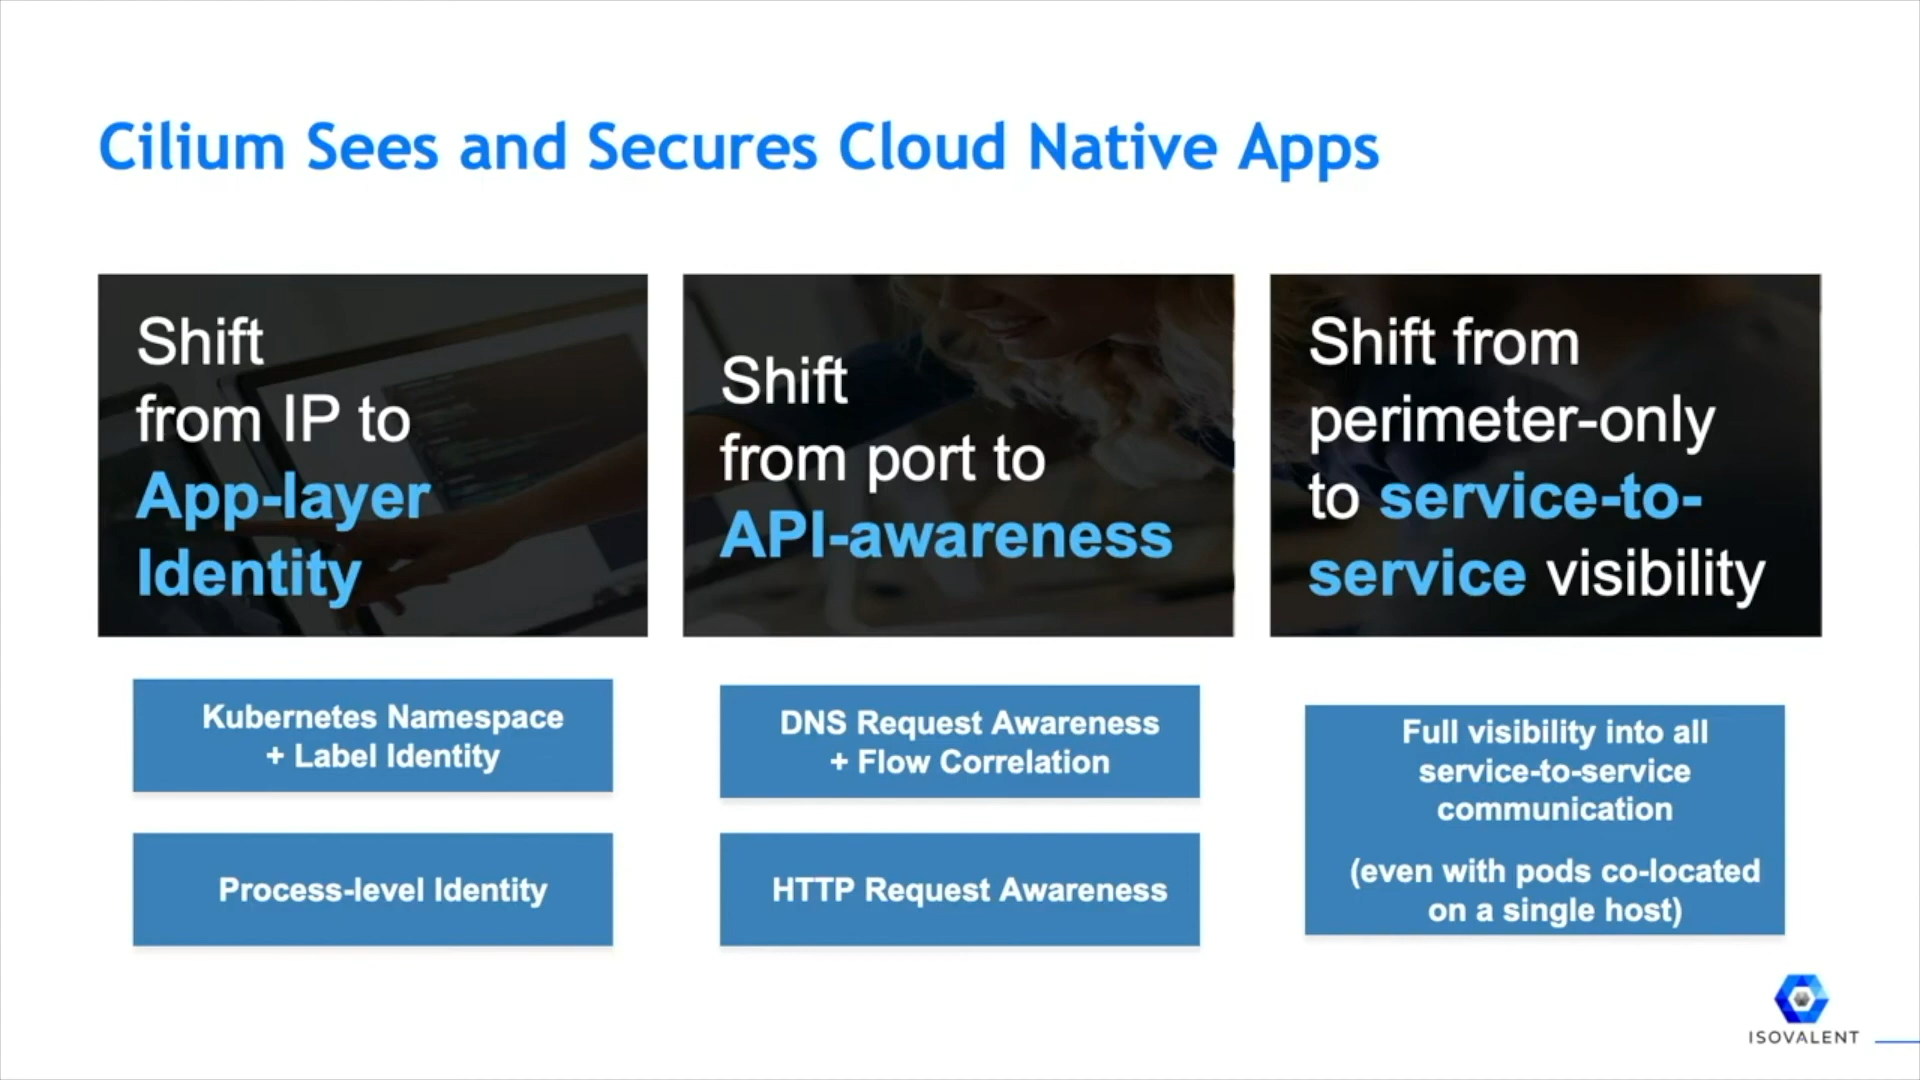 Cilium Sees and Secures Cloud Native Apps
Shift
from IP to
App-layer
Identity
Shift
from port to
API-awareness
Shift from
perimeter-only
to service-to-
service visibility
Kubernetes Namespace
+ Label Identity
Process-level Identity
DNS Request Awareness
+ Flow Correlation
HTTP Request Awareness
Full visibility into all
service-to-service
communication
(even with pods co-located
on a single host)
ISOVALENT